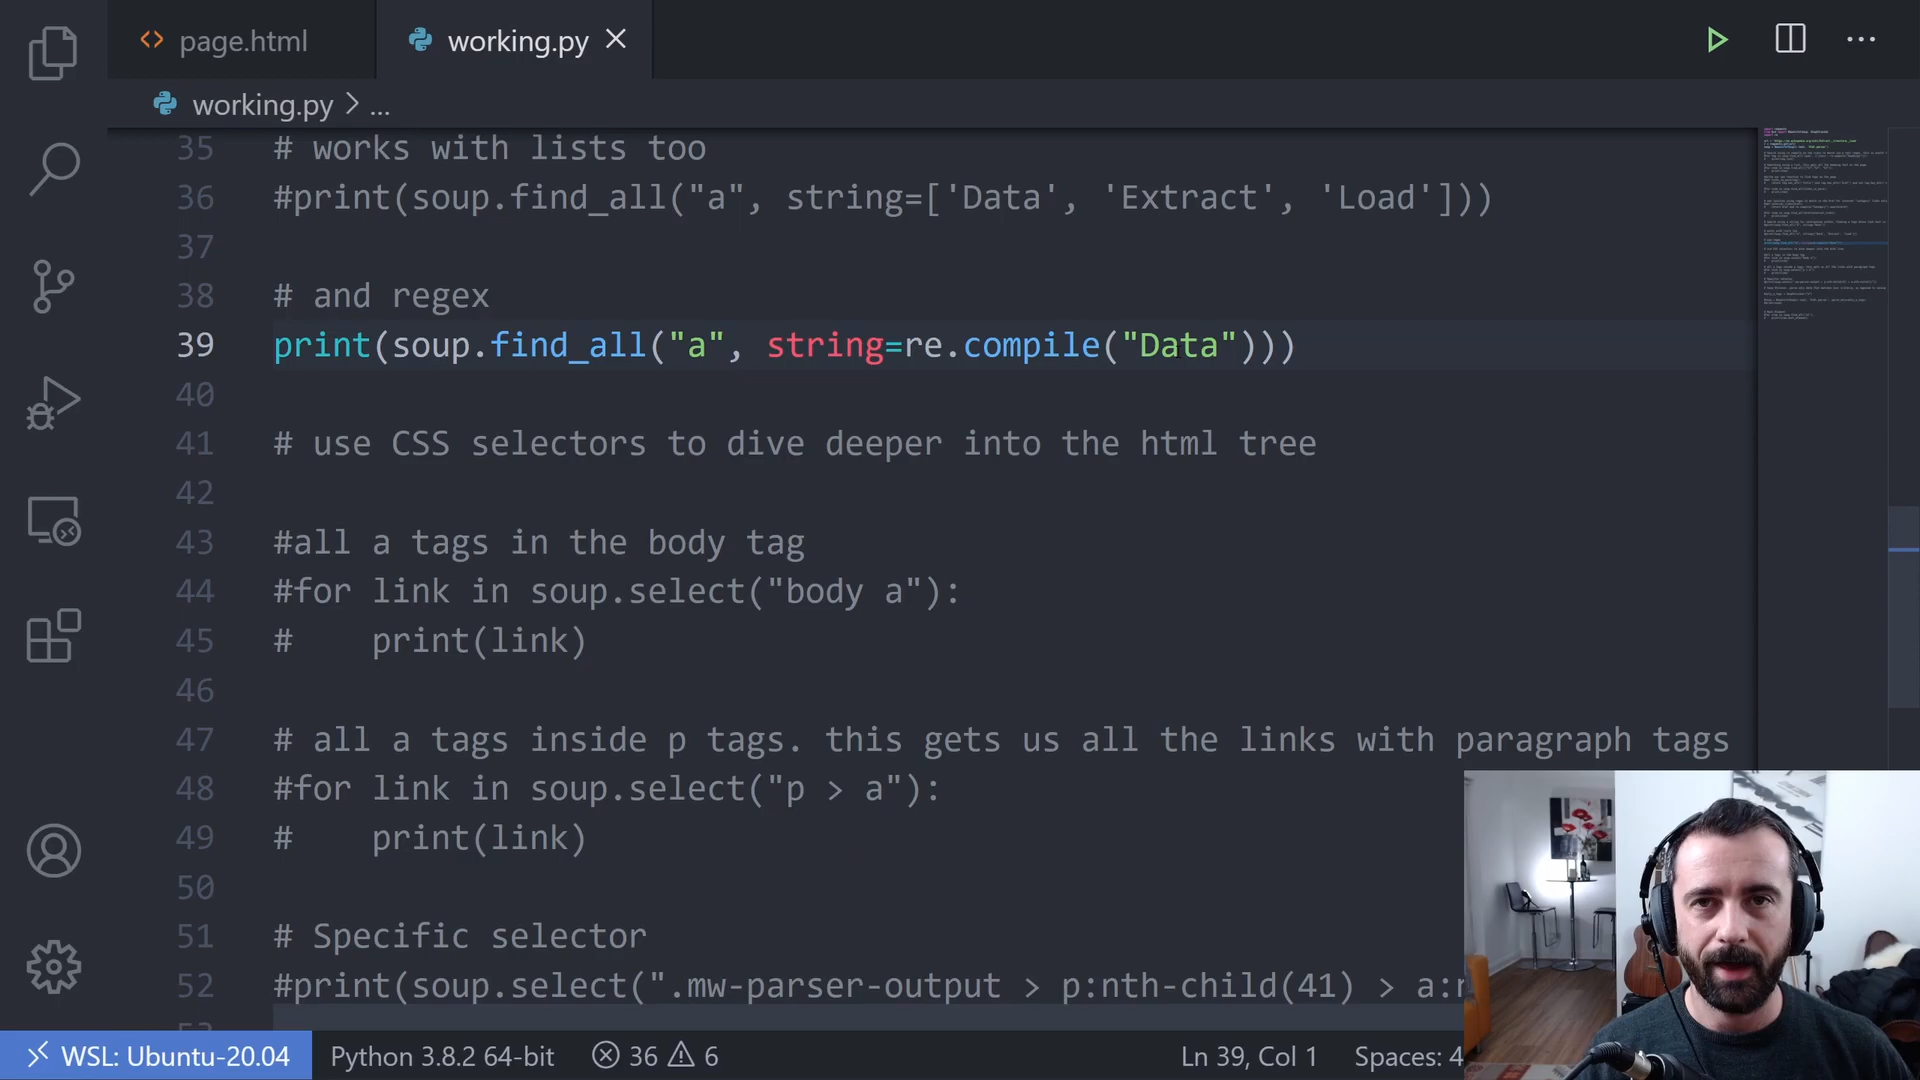 page.html
working.py
working.py > ...
35 # works with lists too
36 #print(soup.find_all("a", string=['Data', 'Extract', 'Load']))
37
38 # and regex
39 print(soup.find_all("a", string=re.compile("Data")))
40
41 # use CSS selectors to dive deeper into the html tree
42
43 #all a tags in the body tag
44 #for link in soup.select("body a"):
45 #    print(link)
46
47 # all a tags inside p tags. this gets us all the links with paragraph tags
48 #for link in soup.select("p > a"):
49 #    print(link)
50
51 # Specific selector
52 #print(soup.select(".mw-parser-output > p:nth-child(41) > a:
WSL: Ubuntu-20.04 Python 3.8.2 64-bit 36 6 Ln 39, Col 1 Spaces: 4